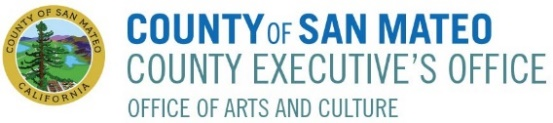 COUNTY OF SAN MATEO
CALIFORNIA
COUNTY OF SAN MATEO
COUNTY EXECUTIVE'S OFFICE
OFFICE OF ARTS AND CULTURE